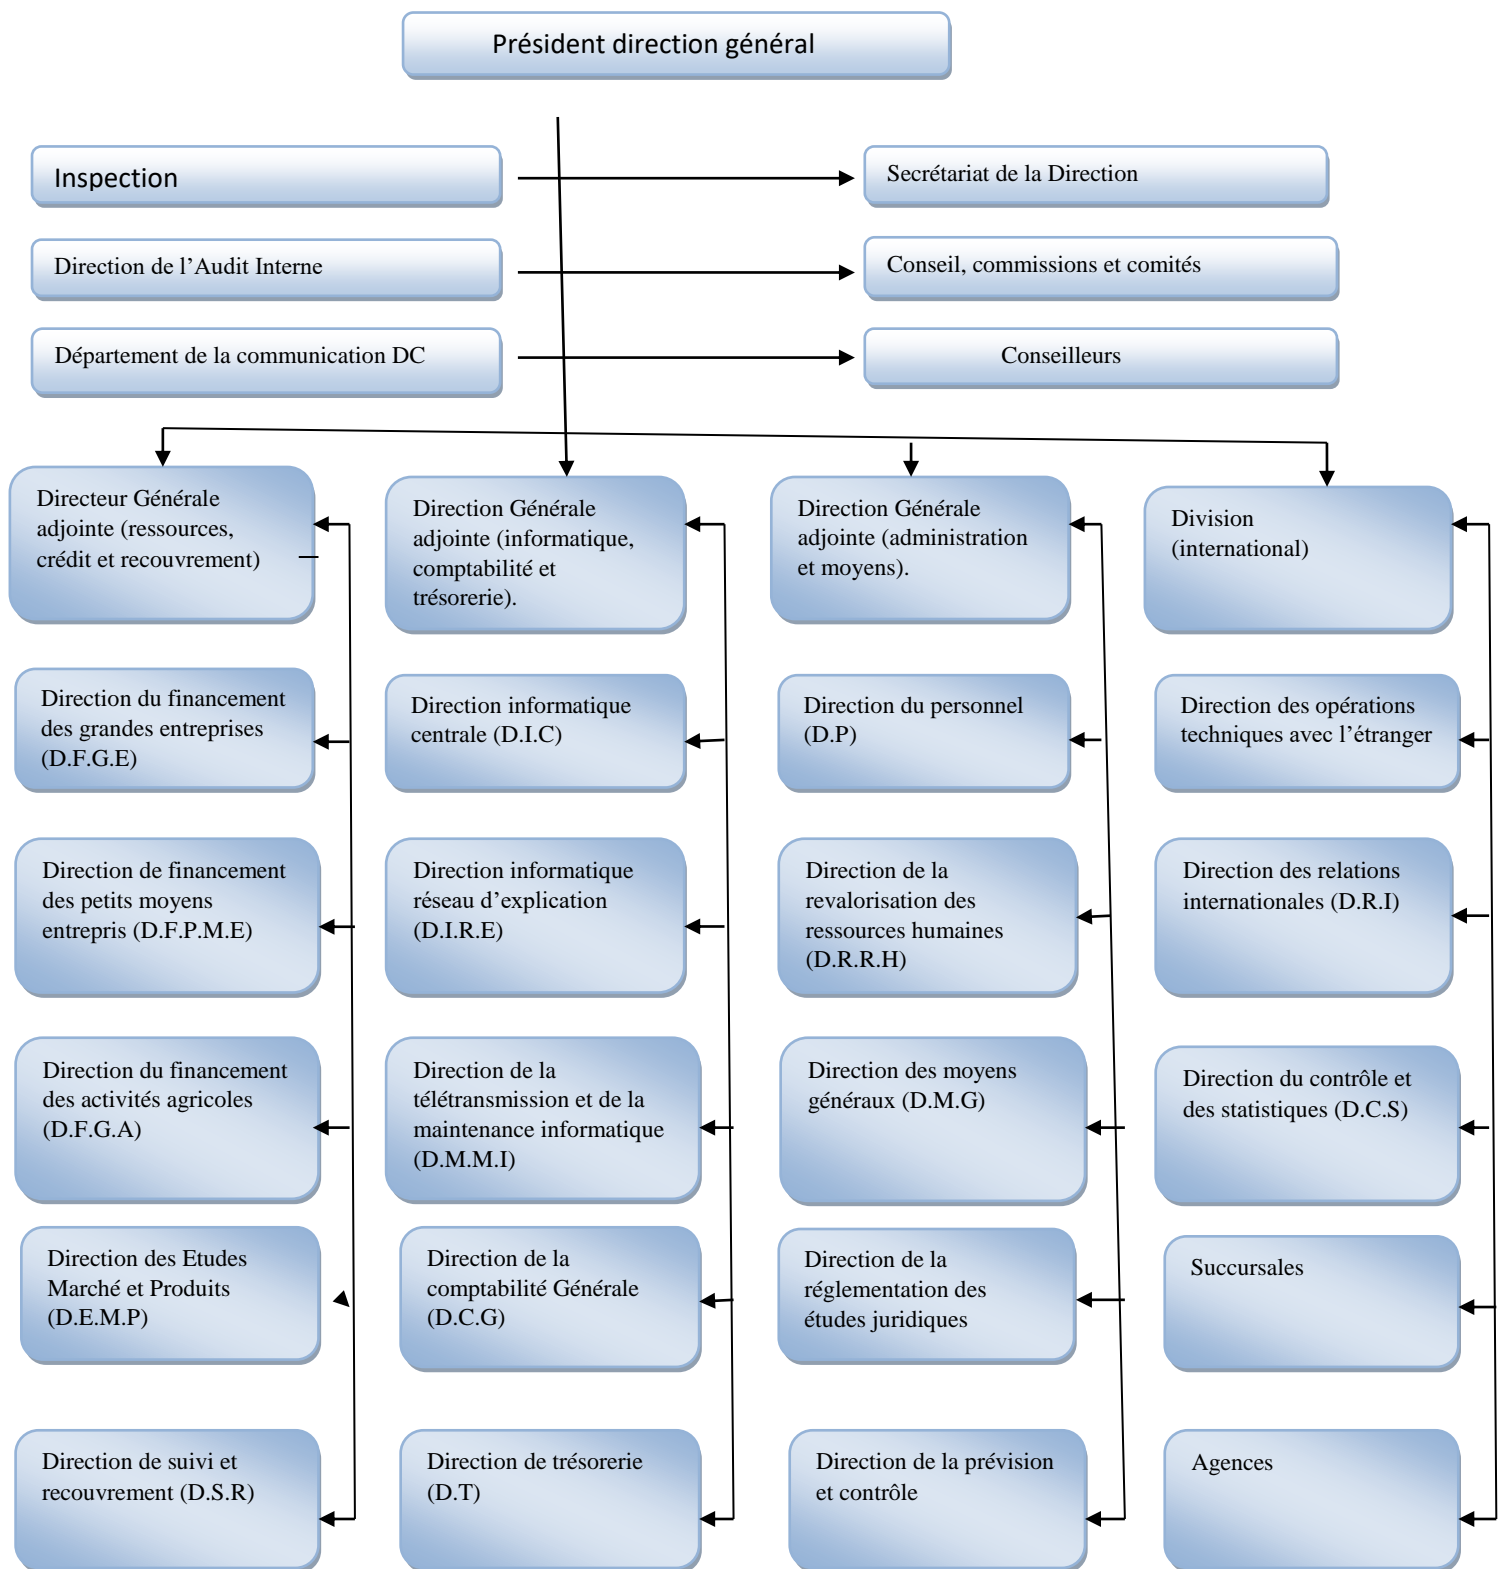 Président direction général
Inspection
Secrétariat de la Direction
Direction de l’Audit Interne
Conseil, commissions et comités
Département de la communication DC
Conseilleurs
Directeur Générale
adjointe (ressources,
crédit et recouvrement)
Direction Générale
adjointe (informatique,
comptabilité et
trésorerie).
Direction Générale
adjointe (administration
et moyens).
Division
(international)
Direction du financement
des grandes entreprises
(D.F.G.E)
Direction informatique
centrale (D.I.C)
Direction du personnel
(D.P)
Direction des opérations
techniques avec l’étranger
Direction de financement
des petits moyens
entrepris (D.F.P.M.E)
Direction informatique
réseau d’explication
(D.I.R.E)
Direction de la
revalorisation des
ressources humaines
(D.R.R.H)
Direction des relations
internationales (D.R.I)
Direction du financement
des activités agricoles
(D.F.G.A)
Direction de la
télétransmission et de la
maintenance informatique
(D.M.M.I)
Direction des moyens
généraux (D.M.G)
Direction du contrôle et
des statistiques (D.C.S)
Direction des Etudes
Marché et Produits
(D.E.M.P)
Direction de la
comptabilité Générale
(D.C.G)
Direction de la
réglementation des
études juridiques
Succursales
Direction de suivi et
recouvrement (D.S.R)
Direction de trésorerie
(D.T)
Direction de la prévision
et contrôle
Agences